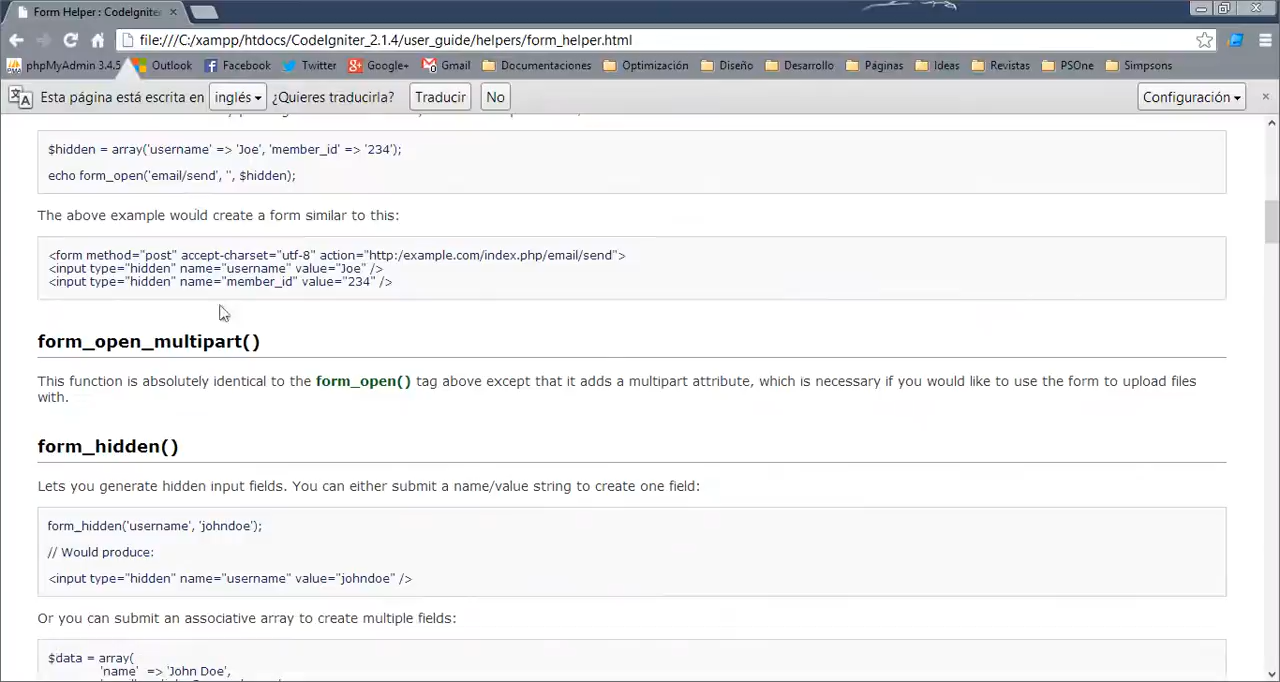 Form Helper : CodeIgniter
file:///C:/xampp/htdocs/CodeIgniter_2.1.4/user_guide/helpers/form_helper.html
phpMyAdmin 3.4.5 Outlook Facebook Twitter Google+ Gmail Documentaciones Optimización Diseño Desarrollo Páginas Ideas Revistas PSOne Simpsons
Esta página está escrita en inglés ¿Quieres traducirla? Traducir No Configuración
$hidden = array('username' => 'Joe', 'member_id' => '234');
echo form_open('email/send', '', $hidden);
The above example would create a form similar to this:
<form method="post" accept-charset="utf-8" action="http:/example.com/index.php/email/send">
<input type="hidden" name="username" value="Joe" />
<input type="hidden" name="member_id" value="234" />
form_open_multipart()
This function is absolutely identical to the form_open() tag above except that it adds a multipart attribute, which is necessary if you would like to use the form to upload files
with.
form_hidden()
Lets you generate hidden input fields. You can either submit a name/value string to create one field:
form_hidden('username', 'johndoe');
// Would produce:
<input type="hidden" name="username" value="johndoe" />
Or you can submit an associative array to create multiple fields:
$data = array(
'name' => 'John Doe',